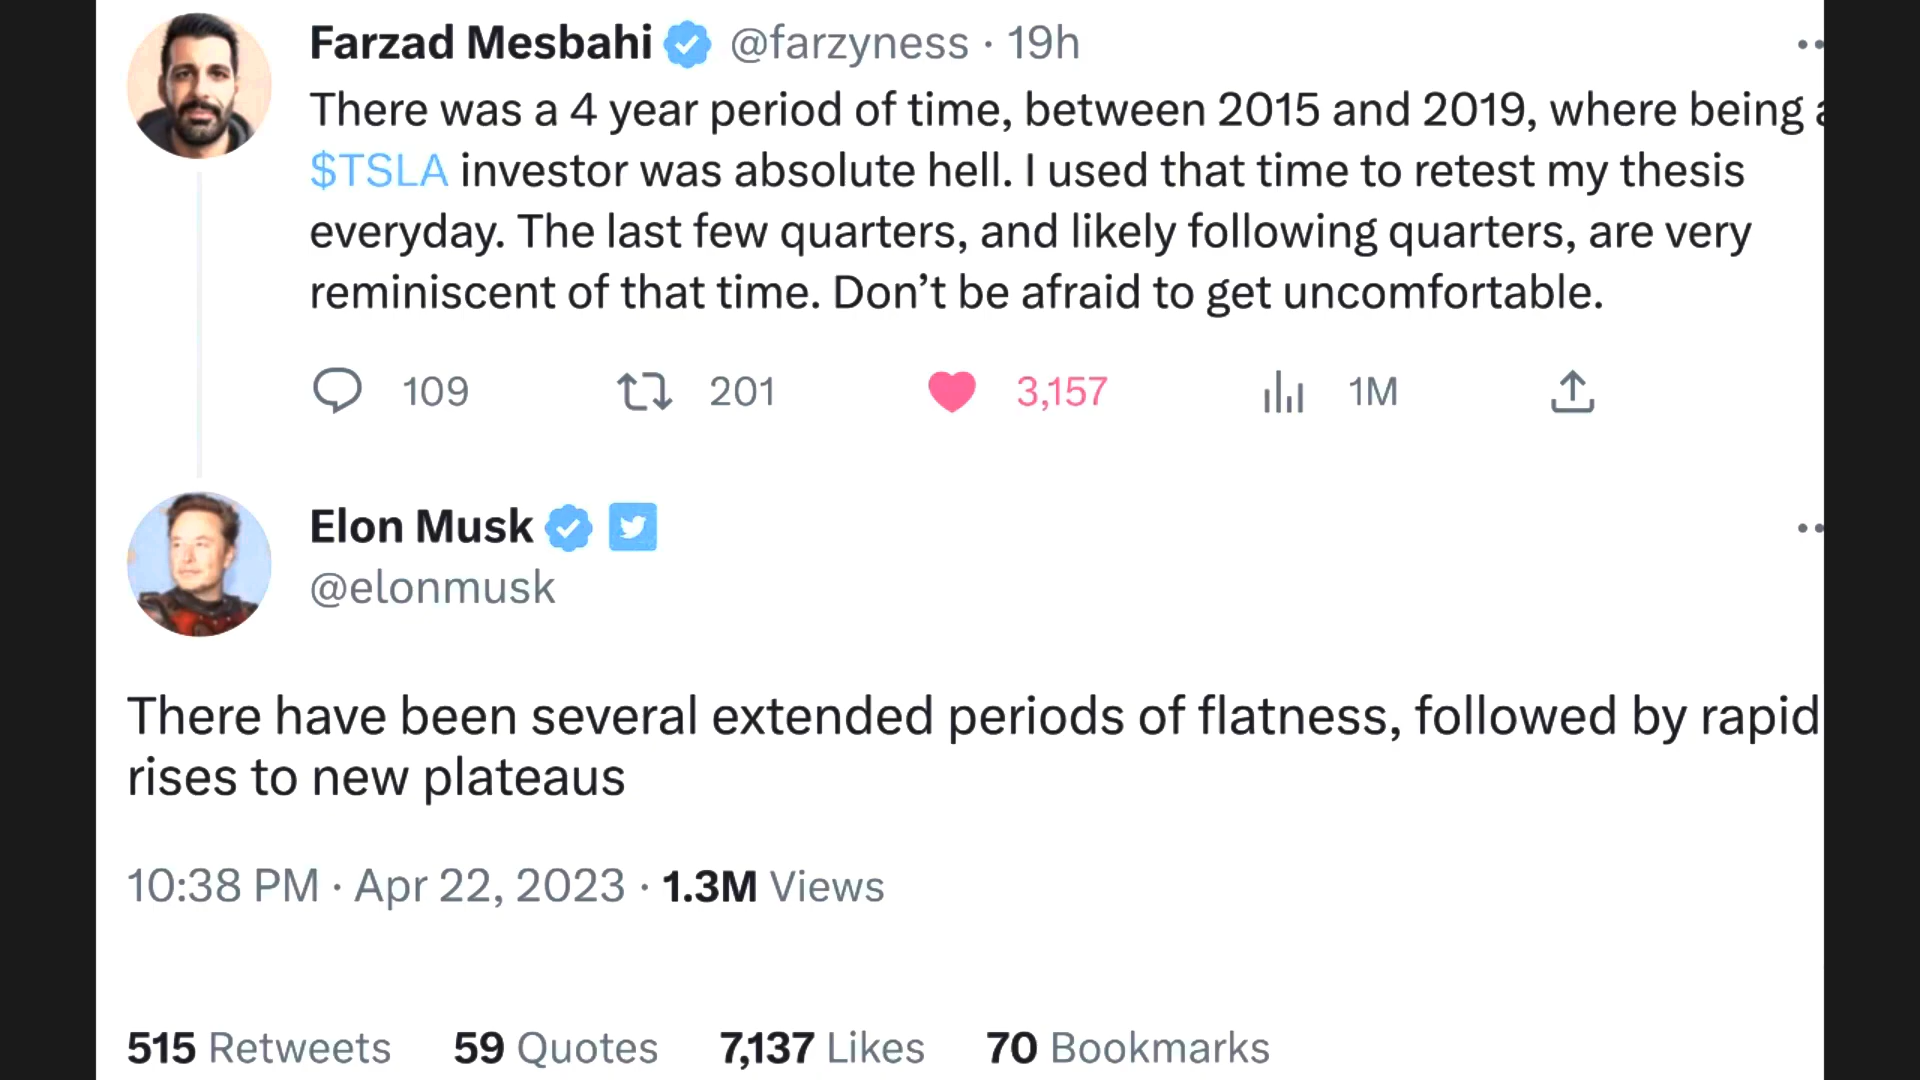 Farzad Mesbahi @farzyness · 19h
There was a 4 year period of time, between 2015 and 2019, where being
$TSLA investor was absolute hell. I used that time to retest my thesis
everyday. The last few quarters, and likely following quarters, are very
reminiscent of that time. Don’t be afraid to get uncomfortable.
109 201 3,157 1M
Elon Musk
@elonmusk
There have been several extended periods of flatness, followed by rapid
rises to new plateaus
10:38 PM · Apr 22, 2023 · 1.3M Views
515 Retweets 59 Quotes 7,137 Likes 70 Bookmarks